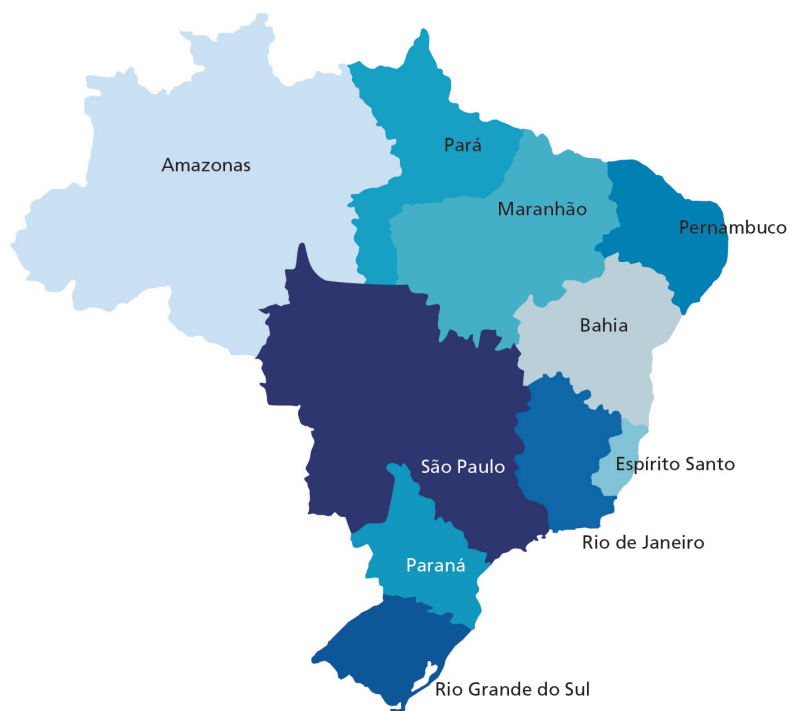 Pará
Amazonas
Maranhão
Pernambuco
Bahia
São Paulo
Espírito Santo
Rio de Janeiro
Paraná
Rio Grande do Sul